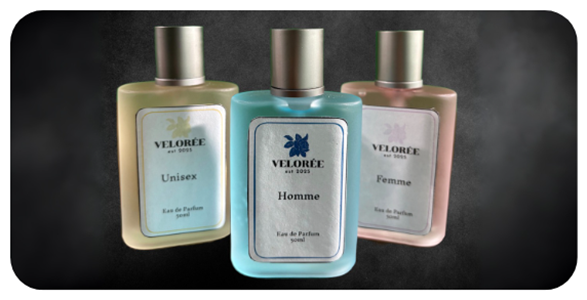 VELORÉE
est 2021
Unisex
Eau de Parfum
50ml
VELORÉE
est 2021
Homme
Eau de Parfum
50ml
VELORÉE
est 2021
Femme
Eau de Parfum
50ml